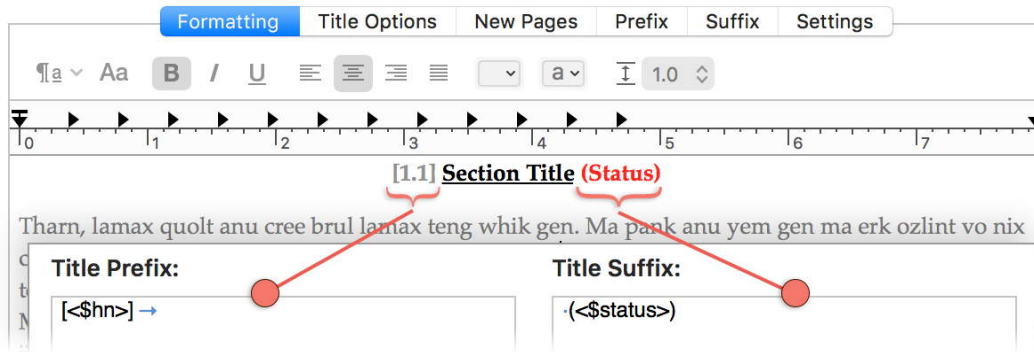 Formatting Title Options New Pages Prefix Suffix Settings
¶a Aa B I U a 1.0
0 1 2 3 4 5 6 7
[1.1] Section Title (Status)
Tharn, lamax quolt anu cree brul lamax teng whik gen. Ma pank anu yem gen ma erk ozlint vo nix
Title Prefix: Title Suffix:
[<$hn>] → ·(<$status>)